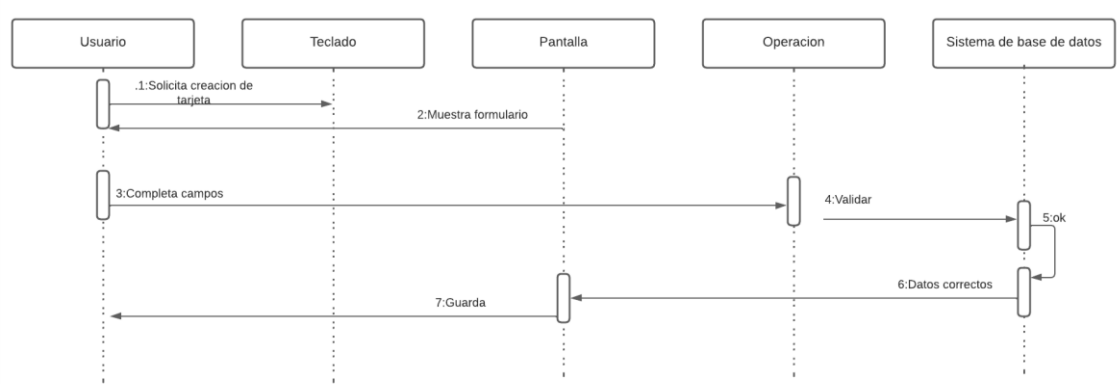 Usuario
Teclado
Pantalla
Operacion
Sistema de base de datos
.1:Solicita creacion de
tarjeta
2:Muestra formulario
3:Completa campos
4:Validar
5:ok
6:Datos correctos
7:Guarda